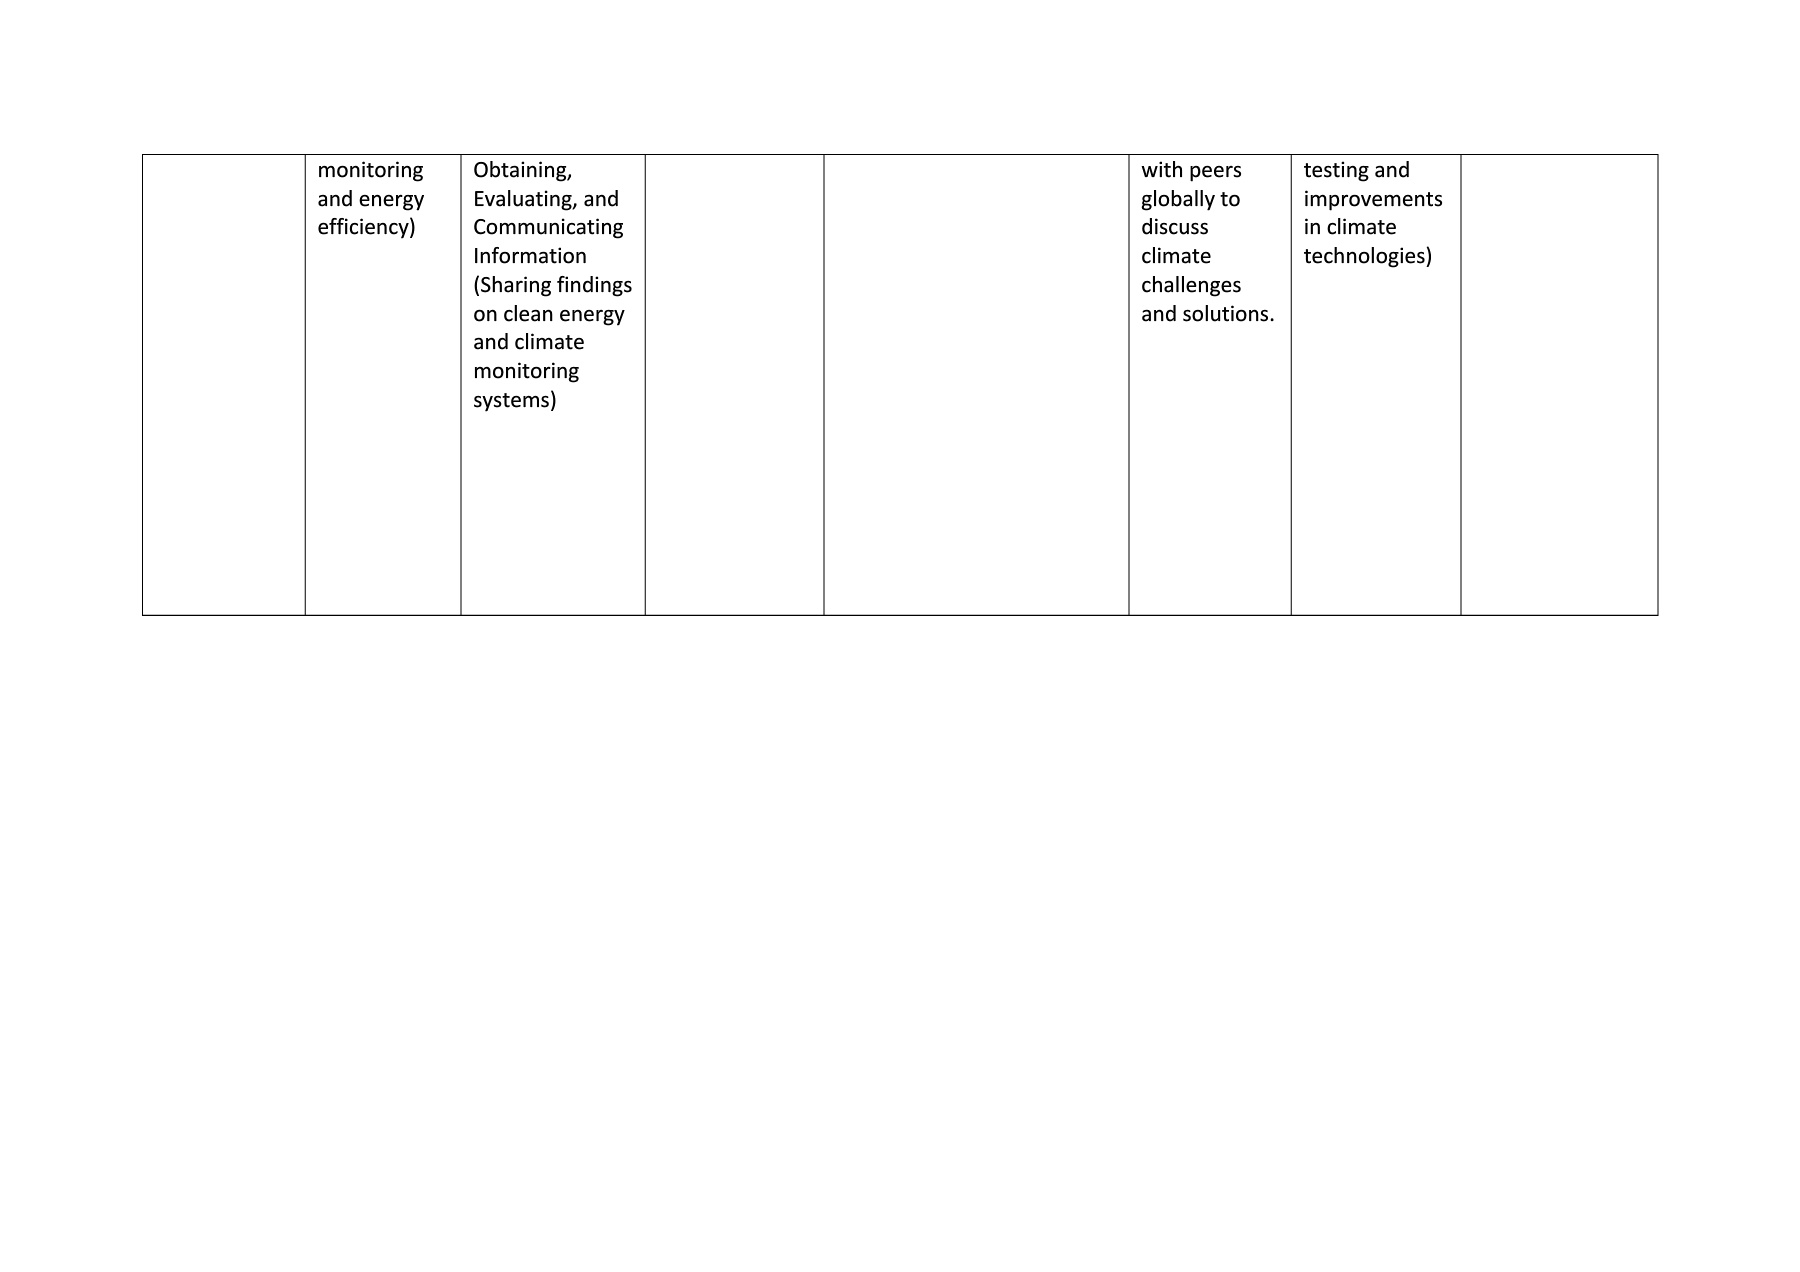 monitoring
and energy
efficiency)
Obtaining,
Evaluating, and
Communicating
Information
(Sharing findings
on clean energy
and climate
monitoring
systems)
with peers
globally to
discuss
climate
challenges
and solutions.
testing and
improvements
in climate
technologies)